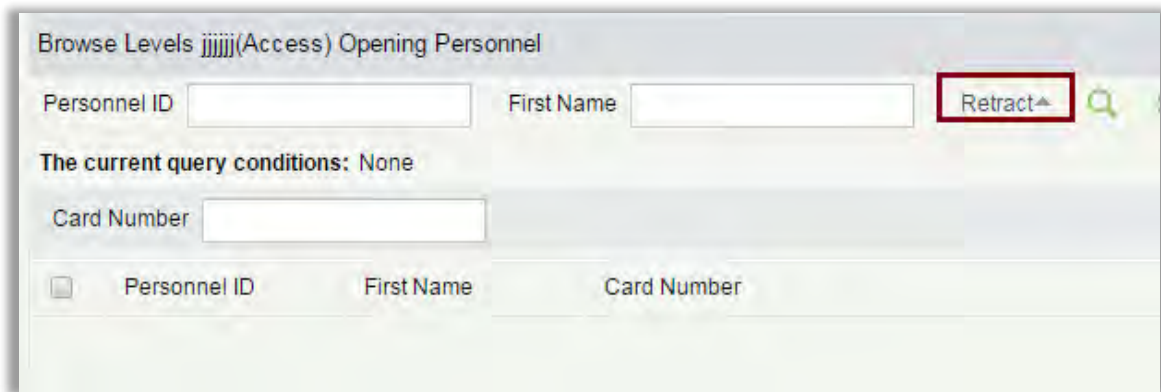 Browse Levels jjjjjj(Access) Opening Personnel
Personnel ID First Name Retract
The current query conditions: None
Card Number
Personnel ID First Name Card Number